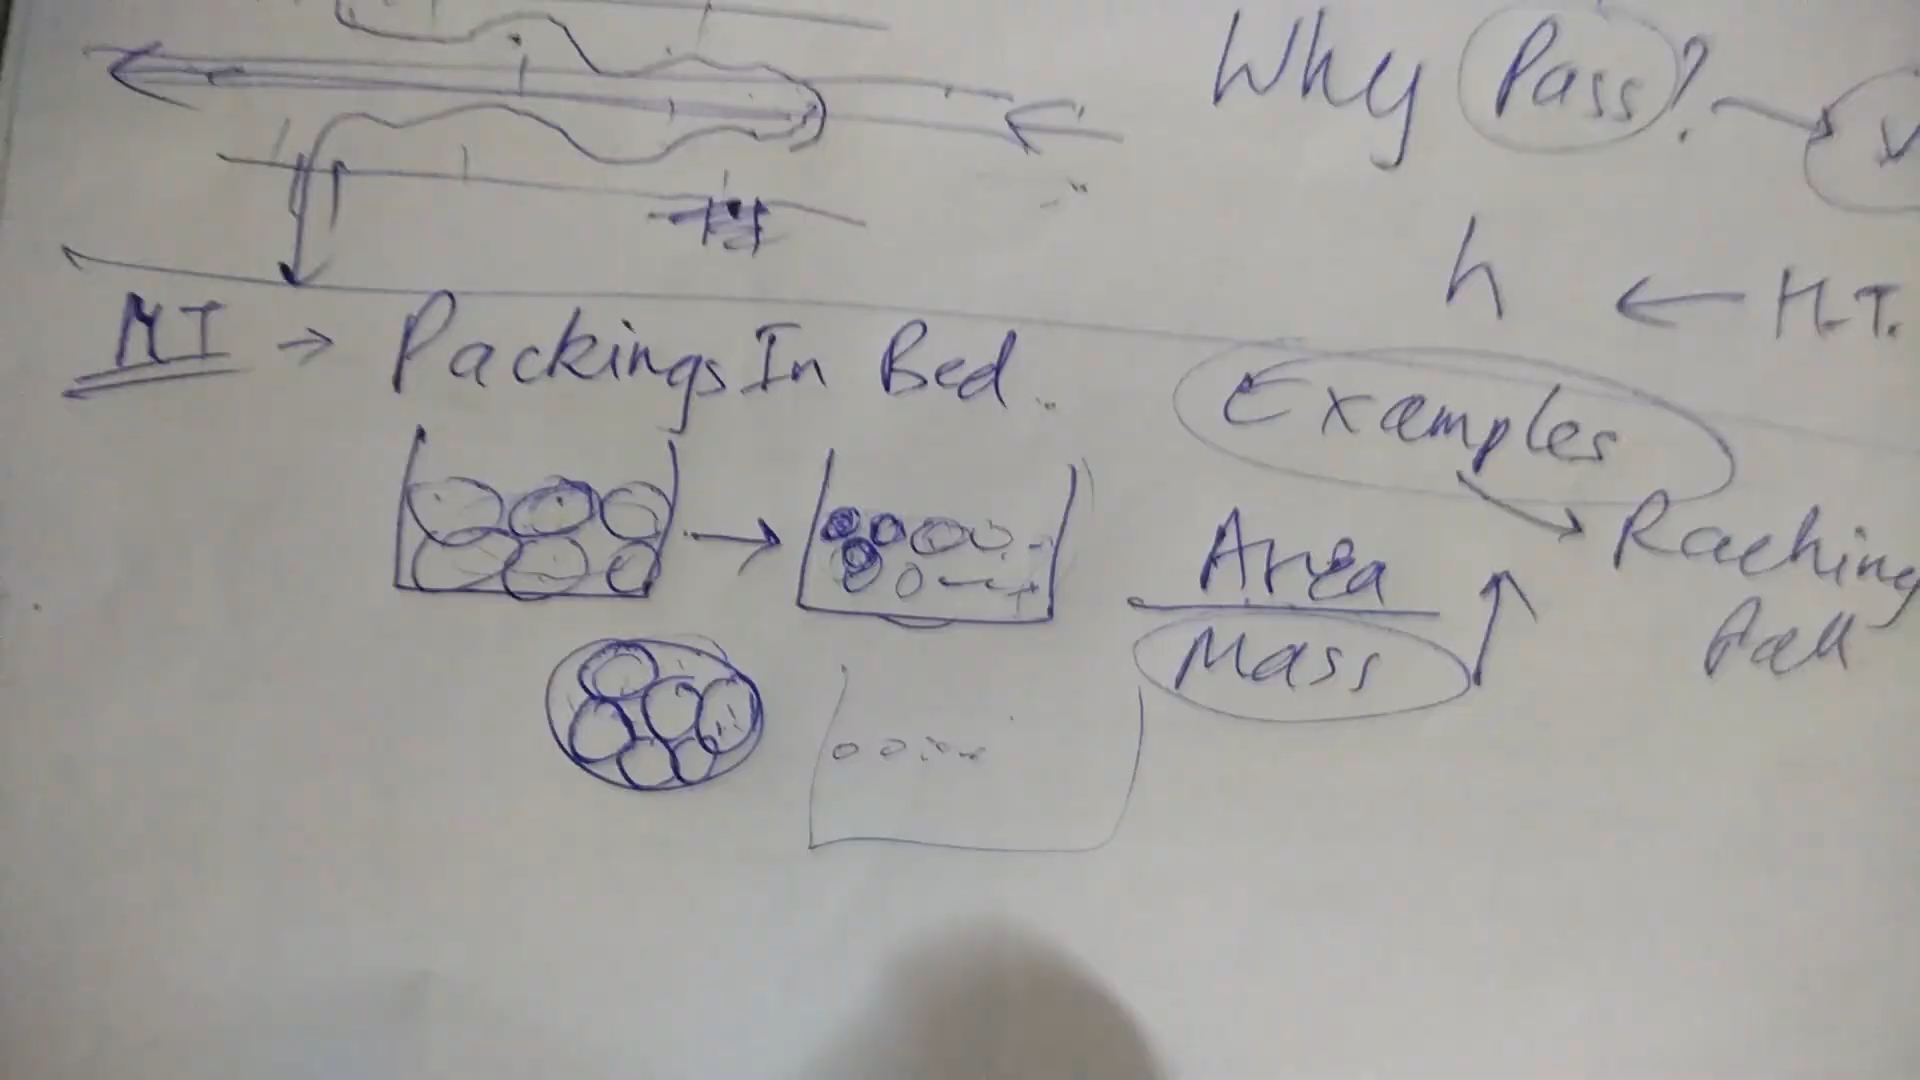 Why Pass?
h ← H.T.
MT → Packings In Bed.
Examples
Area
Mass
Raching